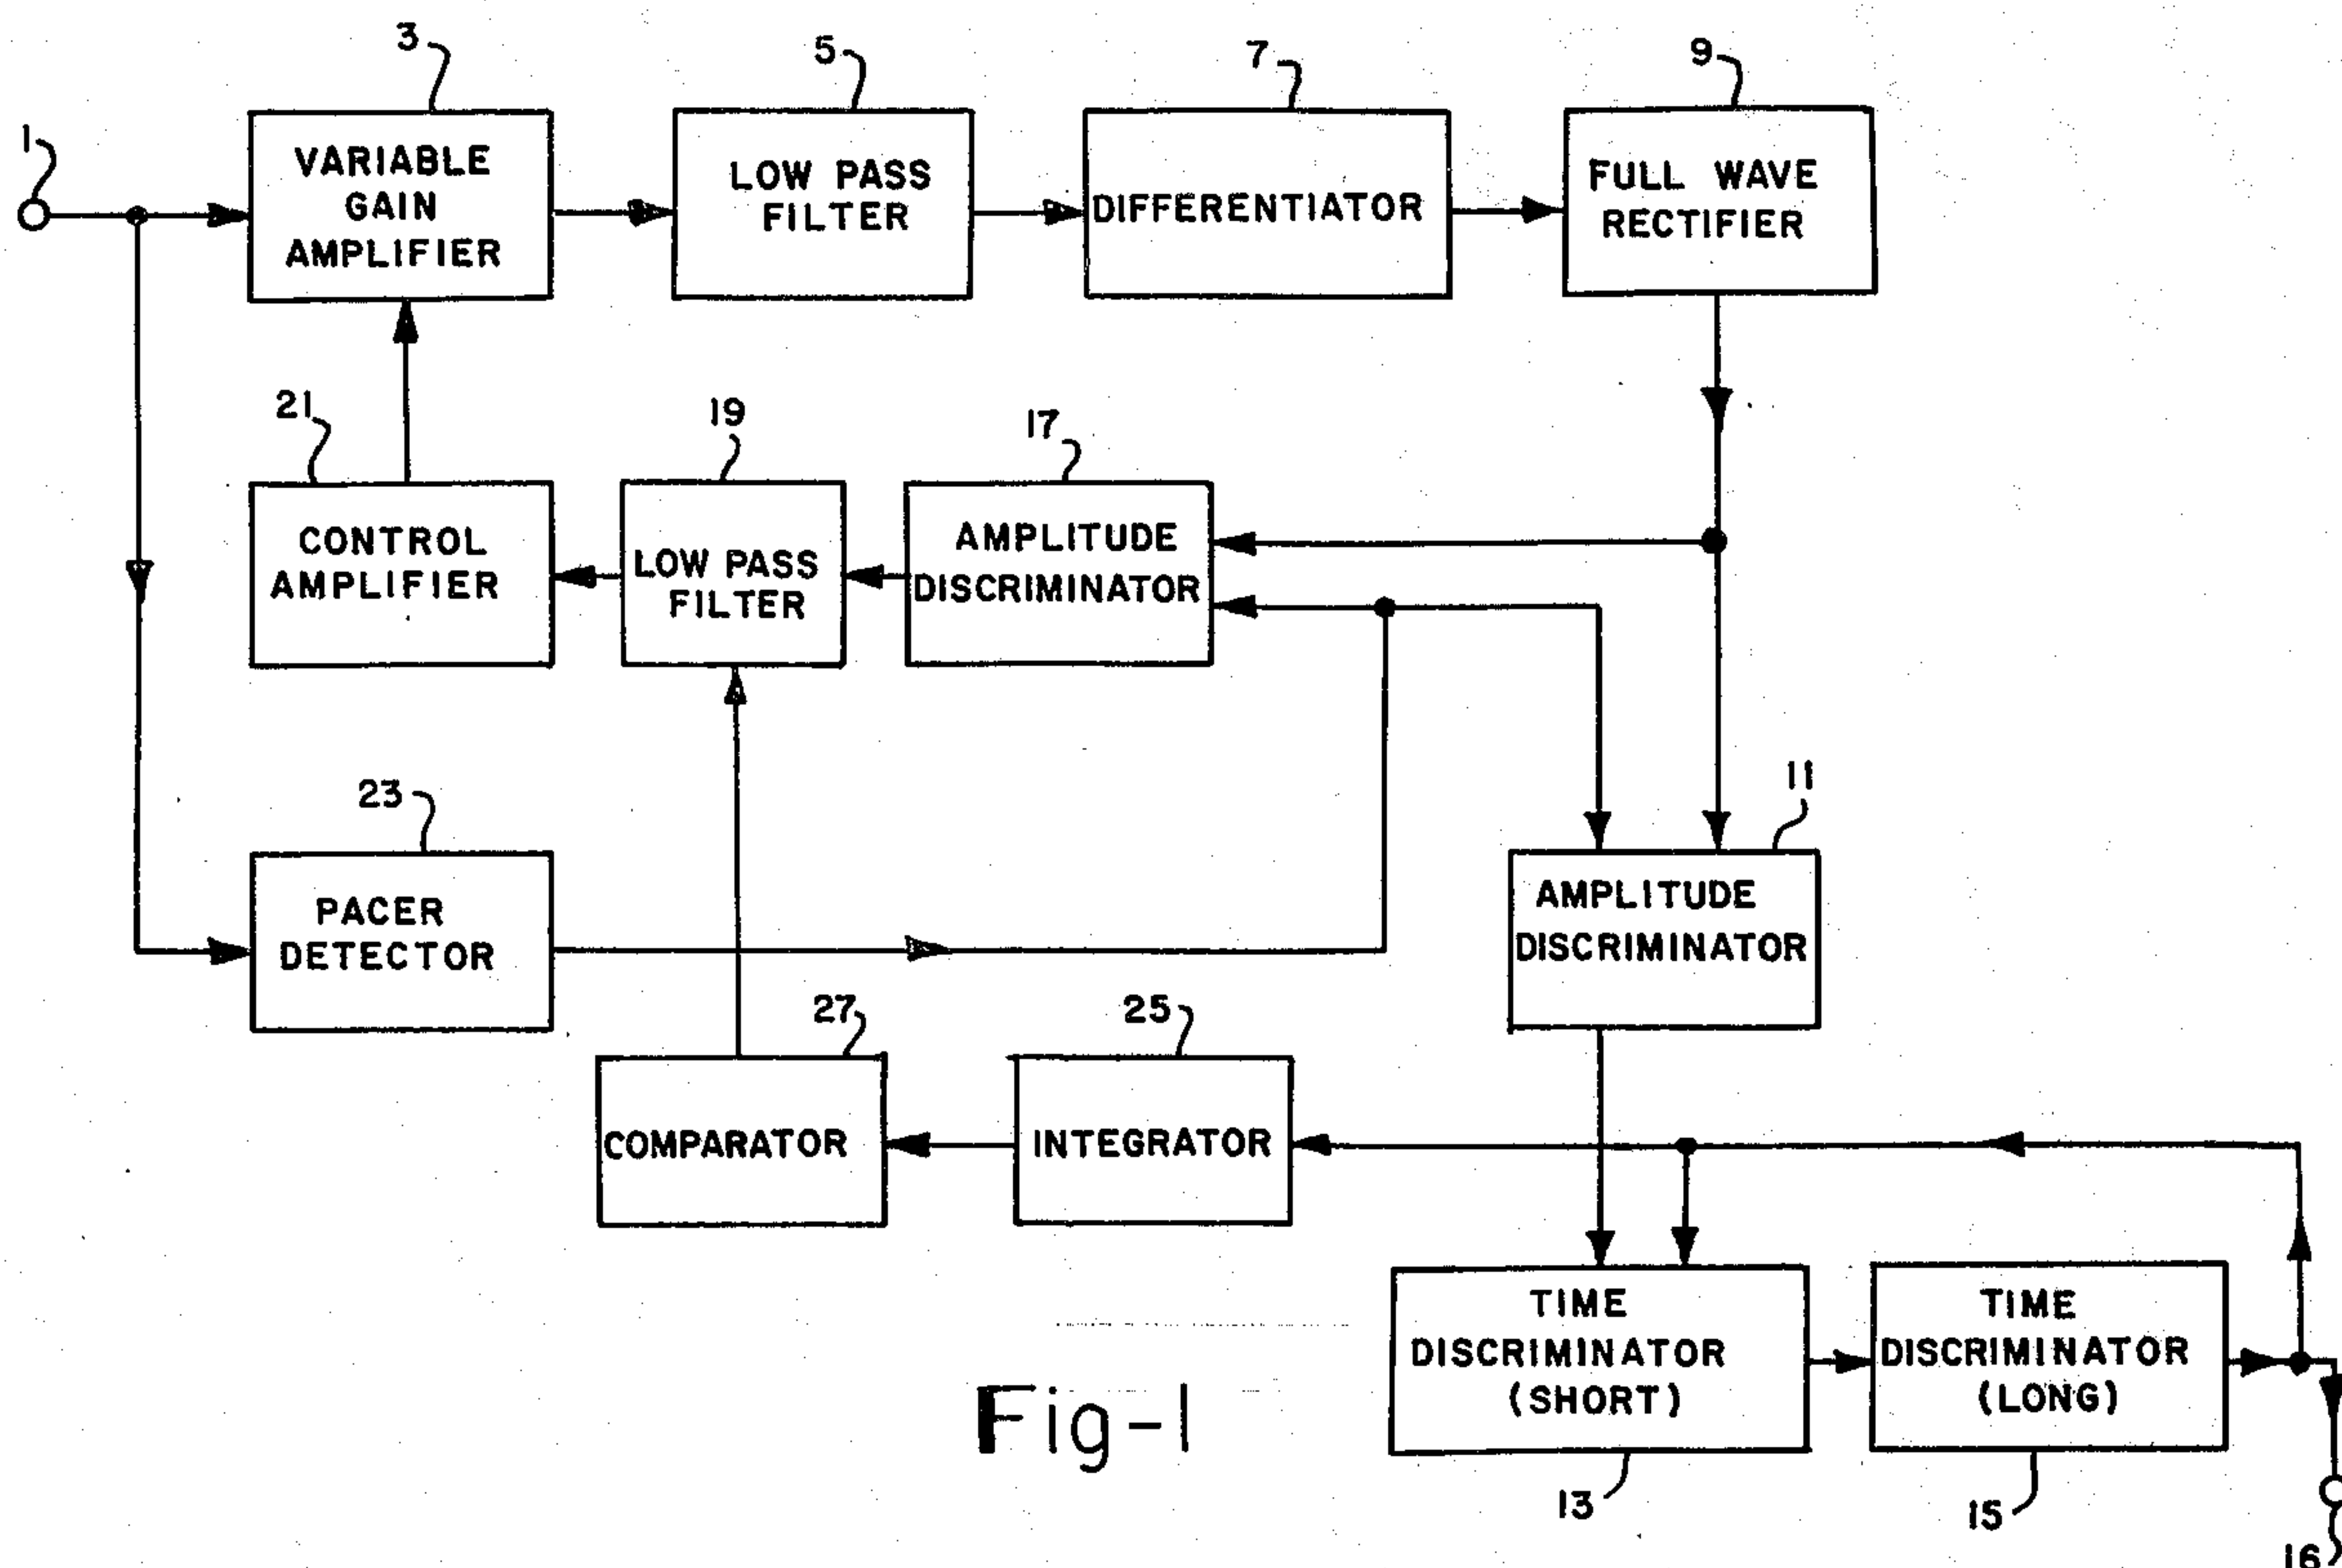 3
5
7
9
1
VARIABLE
GAIN
AMPLIFIER
LOW PASS
FILTER
DIFFERENTIATOR
FULL WAVE
RECTIFIER
21
19
17
CONTROL
AMPLIFIER
LOW PASS
FILTER
AMPLITUDE
DISCRIMINATOR
23
11
PACER
DETECTOR
AMPLITUDE
DISCRIMINATOR
27
25
COMPARATOR
INTEGRATOR
TIME
DISCRIMINATOR
(SHORT)
TIME
DISCRIMINATOR
(LONG)
Fig-1
13
15
16